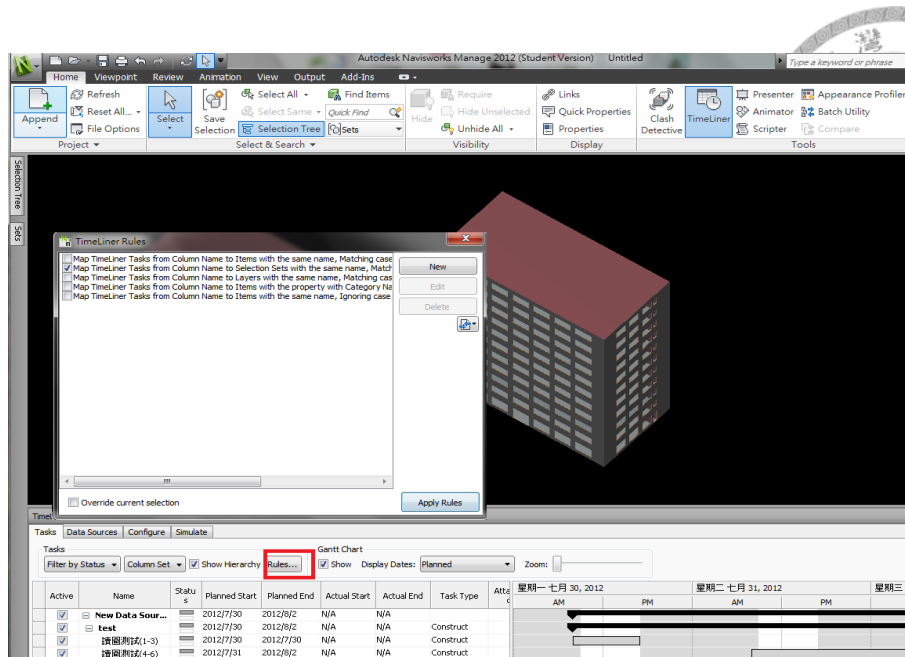 灣
Autodesk Navisworks Manage 2012 (Student Version) Untitled
Type a keyword or phrase
Home Viewpoint Review Animation View Output Add-Ins
Append
Refresh
Reset All...
File Options
Project
Select
Save Selection
Select All
Select Same
Selection Tree
Find Items
Quick Find
Sets
Select & Search
Hide
Require
Hide Unselected
Unhide All
Visibility
Links
Quick Properties
Properties
Display
Clash Detective
TimeLiner
Presenter
Animator
Scripter
Appearance Profiler
Batch Utility
Compare
Tools
Selection Tree
Sets
TimeLiner Rules
Map TimeLiner Tasks from Column Name to Items with the same name, Matching case
Map TimeLiner Tasks from Column Name to Selection Sets with the same name, Match
Map TimeLiner Tasks from Column Name to Layers with the same name, Matching cas
Map TimeLiner Tasks from Column Name to Items with the property with Category Na
Map TimeLiner Tasks from Column Name to Items with the same name, Ignoring case
New
Edit
Delete
Override current selection
Apply Rules
Tasks Data Sources Configure Simulate
Tasks
Filter by Status Column Set Show Hierarchy Rules...
Gantt Chart
Show Display Dates: Planned Zoom:
Active Name Status Planned Start Planned End Actual Start Actual End Task Type
星期一 七月 30, 2012 星期二 七月 31, 2012 星期三
AM PM AM PM
New Data Sour... 2012/7/30 2012/8/2 N/A N/A
test 2012/7/30 2012/8/2 N/A N/A Construct
讀圖測試(1-3) 2012/7/30 2012/7/30 N/A N/A Construct
讀圖測試(4-6) 2012/7/31 2012/8/2 N/A N/A Construct